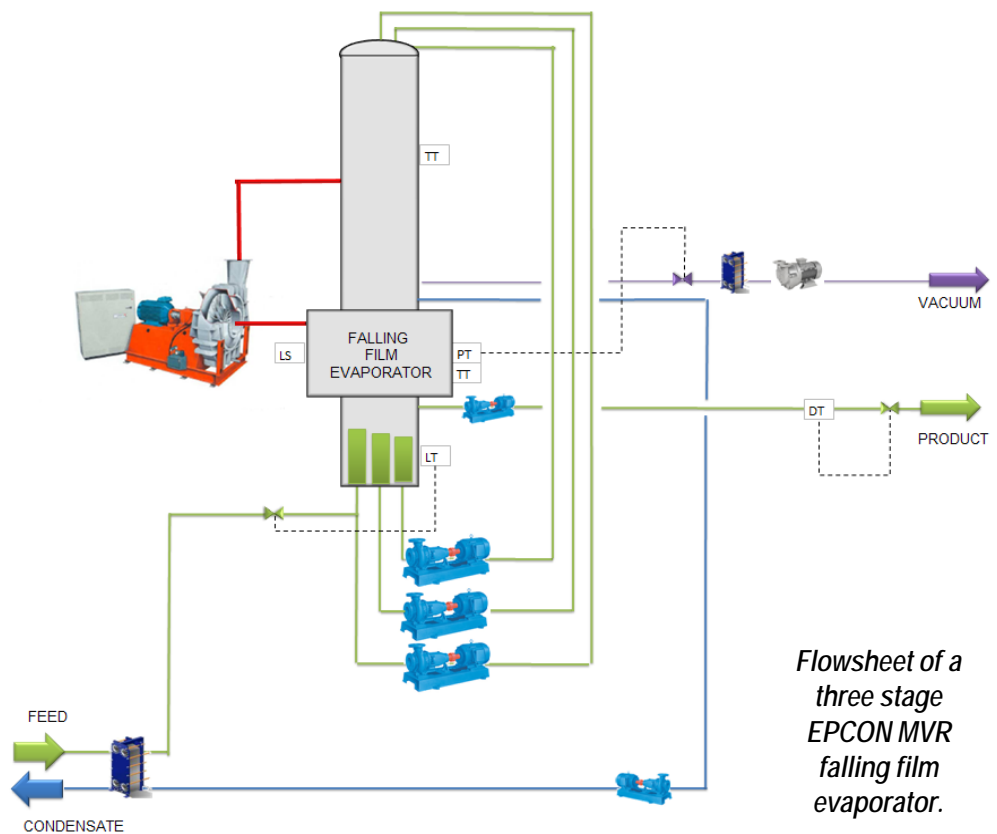 TT
VACUUM
FALLING
FILM
EVAPORATOR
LS
PT
TT
DT
PRODUCT
LT
FEED
CONDENSATE
Flowsheet of a
three stage
EPCON MVR
falling film
evaporator.